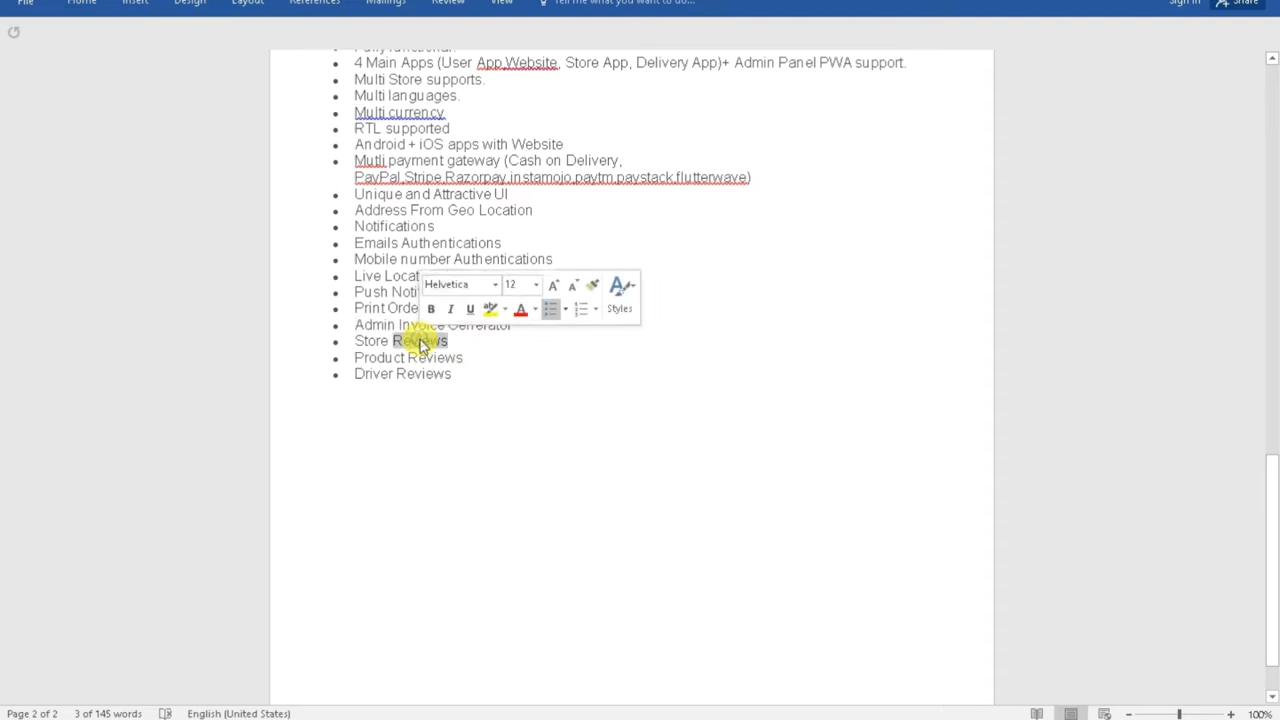 File Home Insert Design Layout References Mailings Review View Tell me what you want to do... Sign in Share
Fully functional.
4 Main Apps (User App,Website, Store App, Delivery App)+ Admin Panel PWA support.
Multi Store supports.
Multi languages.
Multi currency
RTL supported
Android + iOS apps with Website
Mutli payment gateway (Cash on Delivery,
PayPal,Stripe,Razorpay,instamojo,paytm,paystack,flutterwave)
Unique and Attractive UI
Address From Geo Location
Notifications
Emails Authentications
Mobile number Authentications
Live
Push
Print
Helvetica 12
B I U abc A Styles
Admin Invoice Generator
Store Reviews
Product Reviews
Driver Reviews
Page 2 of 2 3 of 145 words English (United States) 100%